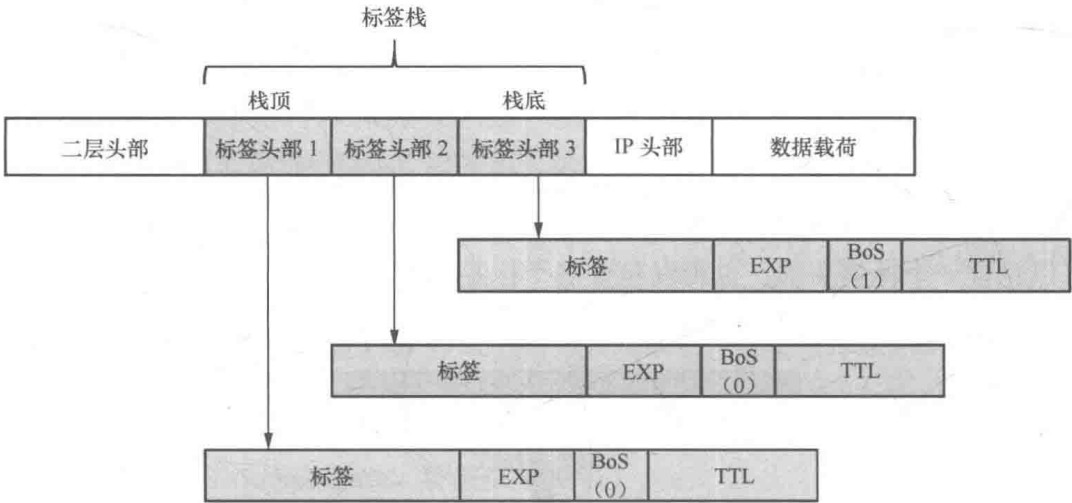 标签栈
栈顶 栈底
二层头部 标签头部 1 标签头部 2 标签头部 3 IP 头部 数据载荷
标签 EXP BoS (1) TTL
标签 EXP BoS (0) TTL
标签 EXP BoS (0) TTL